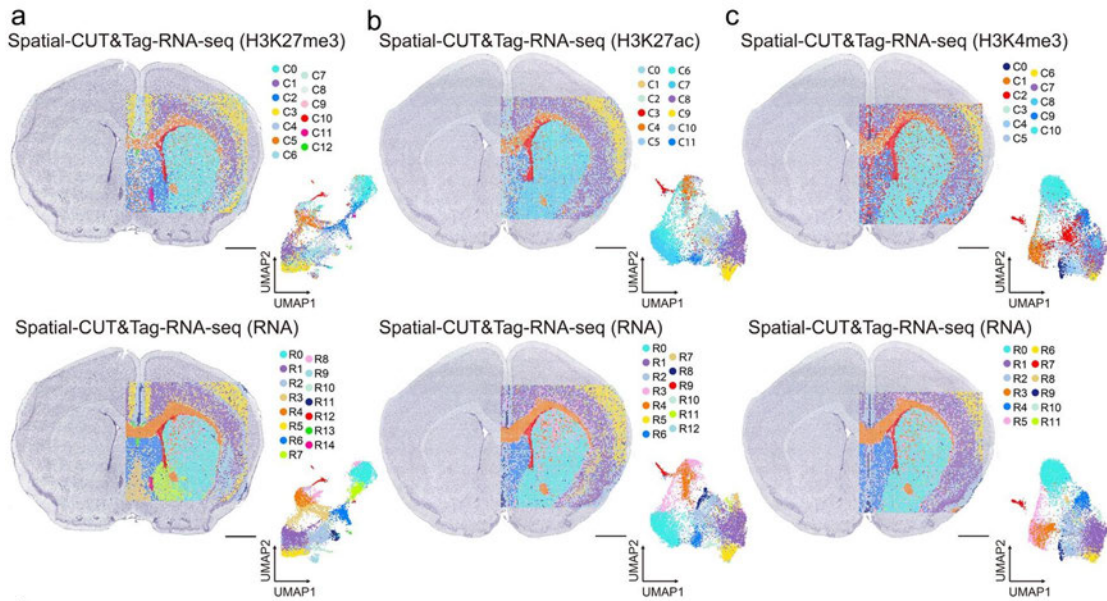 a
Spatial-CUT&Tag-RNA-seq (H3K27me3)
C0
C1
C2
C3
C4
C5
C6
C7
C8
C9
C10
C11
C12
UMAP2
UMAP1
b
Spatial-CUT&Tag-RNA-seq (H3K27ac)
C0
C1
C2
C3
C4
C5
C6
C7
C8
C9
C10
C11
UMAP2
UMAP1
c
Spatial-CUT&Tag-RNA-seq (H3K4me3)
C0
C1
C2
C3
C4
C5
C6
C7
C8
C9
C10
UMAP2
UMAP1
Spatial-CUT&Tag-RNA-seq (RNA)
R0
R1
R2
R3
R4
R5
R6
R7
R8
R9
R10
R11
R12
R13
R14
UMAP2
UMAP1
Spatial-CUT&Tag-RNA-seq (RNA)
R0
R1
R2
R3
R4
R5
R6
R7
R8
R9
R10
R11
R12
UMAP2
UMAP1
Spatial-CUT&Tag-RNA-seq (RNA)
R0
R1
R2
R3
R4
R5
R6
R7
R8
R9
R10
R11
UMAP2
UMAP1